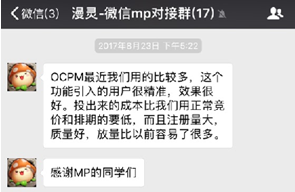 微信(3)
漫灵-微信mp对接群(17)
2017年8月23日 下午5:22
OCPM最近我们用的比较多，这个
功能引入的用户很精准，效果很
好。投出来的成本比我们用正常竞
价和排期的要低，而且注册量大，
质量好，放量比以前容易了很多。
感谢MP的同学们